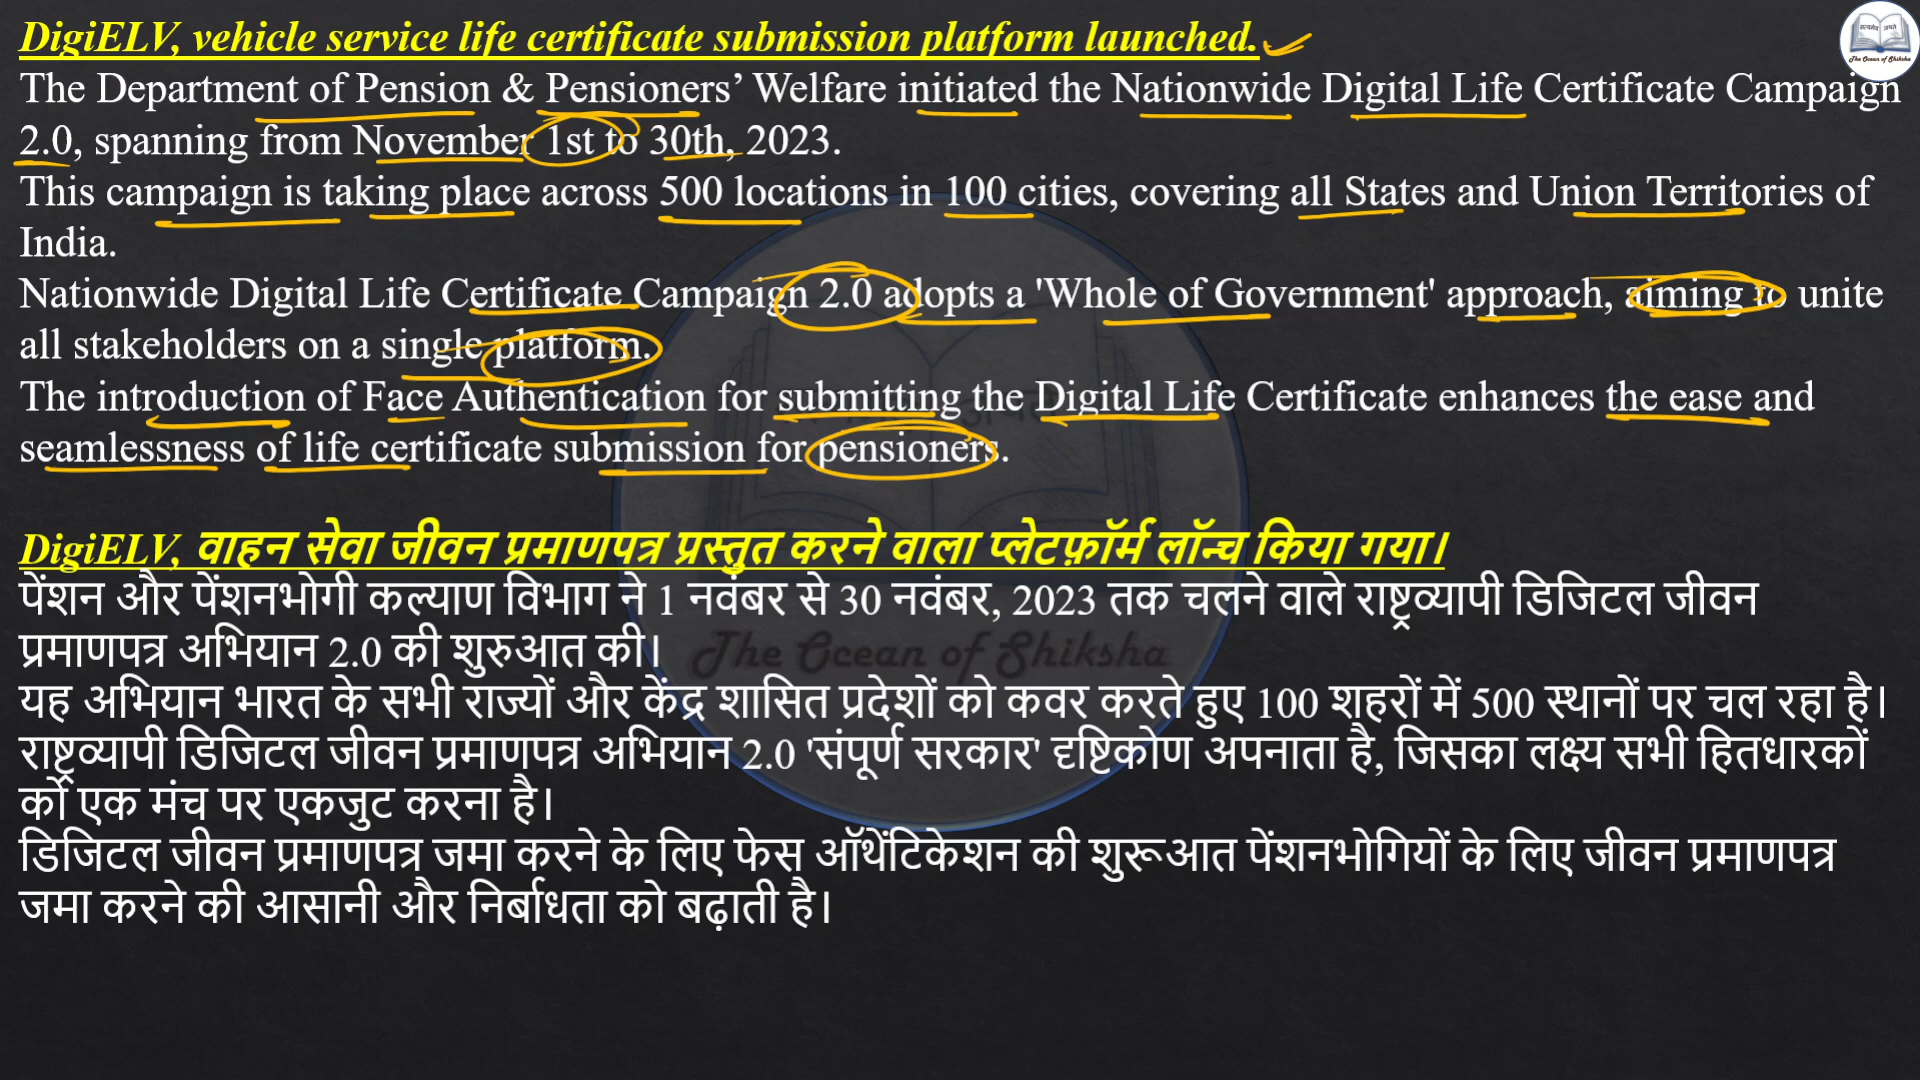 DigiELV, vehicle service life certificate submission platform launched.
The Department of Pension & Pensioners’ Welfare initiated the Nationwide Digital Life Certificate Campaign
2.0, spanning from November 1st to 30th, 2023.
This campaign is taking place across 500 locations in 100 cities, covering all States and Union Territories of
India.
Nationwide Digital Life Certificate Campaign 2.0 adopts a 'Whole of Government' approach, aiming to unite
all stakeholders on a single platform.
The introduction of Face Authentication for submitting the Digital Life Certificate enhances the ease and
seamlessness of life certificate submission for pensioners.
DigiELV, वाहन सेवा जीवन प्रमाणपत्र प्रस्तुत करने वाला प्लेटफ़ॉर्म लॉन्च किया गया।
पेंशन और पेंशनभोगी कल्याण विभाग ने 1 नवंबर से 30 नवंबर, 2023 तक चलने वाले राष्ट्रव्यापी डिजिटल जीवन
प्रमाणपत्र अभियान 2.0 की शुरुआत की।
यह अभियान भारत के सभी राज्यों और केंद्र शासित प्रदेशों को कवर करते हुए 100 शहरों में 500 स्थानों पर चल रहा है।
राष्ट्रव्यापी डिजिटल जीवन प्रमाणपत्र अभियान 2.0 'संपूर्ण सरकार' दृष्टिकोण अपनाता है, जिसका लक्ष्य सभी हितधारकों
को एक मंच पर एकजुट करना है।
डिजिटल जीवन प्रमाणपत्र जमा करने के लिए फेस ऑथेंटिकेशन की शुरूआत पेंशनभोगियों के लिए जीवन प्रमाणपत्र
जमा करने की आसानी और निर्बाधता को बढ़ाती है।
The Ocean of Shiksha
सत्यमेव जयते
The Ocean of Shiksha